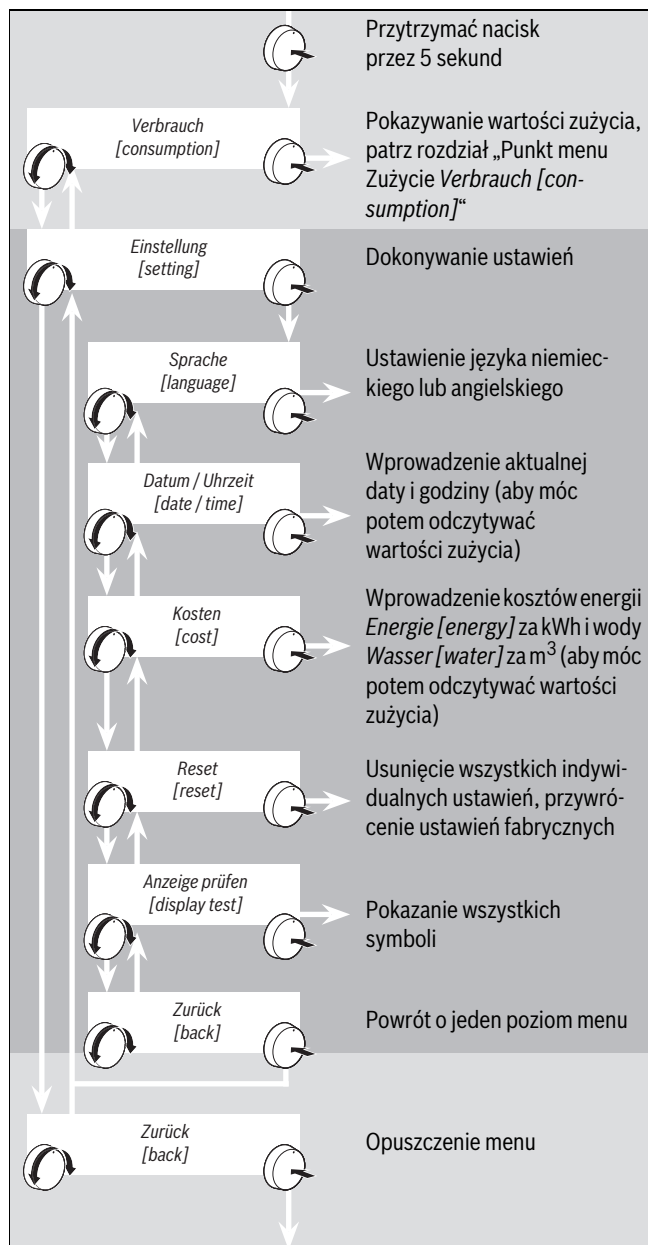 Przytrzymać nacisk
przez 5 sekund
Verbrauch
[consumption]
Pokazywanie wartości zużycia,
patrz rozdział „Punkt menu
Zużycie Verbrauch [con-
sumption]“
Einstellung
[setting]
Dokonywanie ustawień
Sprache
[language]
Ustawienie języka niemiec-
kiego lub angielskiego
Datum / Uhrzeit
[date / time]
Wprowadzenie aktualnej
daty i godziny (aby móc
potem odczytywać
wartości zużycia)
Kosten
[cost]
Wprowadzenie kosztów energii
Energie [energy] za kWh i wody
Wasser [water] za m³ (aby móc
potem odczytywać wartości
zużycia)
Reset
[reset]
Usunięcie wszystkich indywi-
dualnych ustawień, przywró-
cenie ustawień fabrycznych
Anzeige prüfen
[display test]
Pokazanie wszystkich
symboli
Zurück
[back]
Powrót o jeden poziom menu
Zurück
[back]
Opuszczenie menu